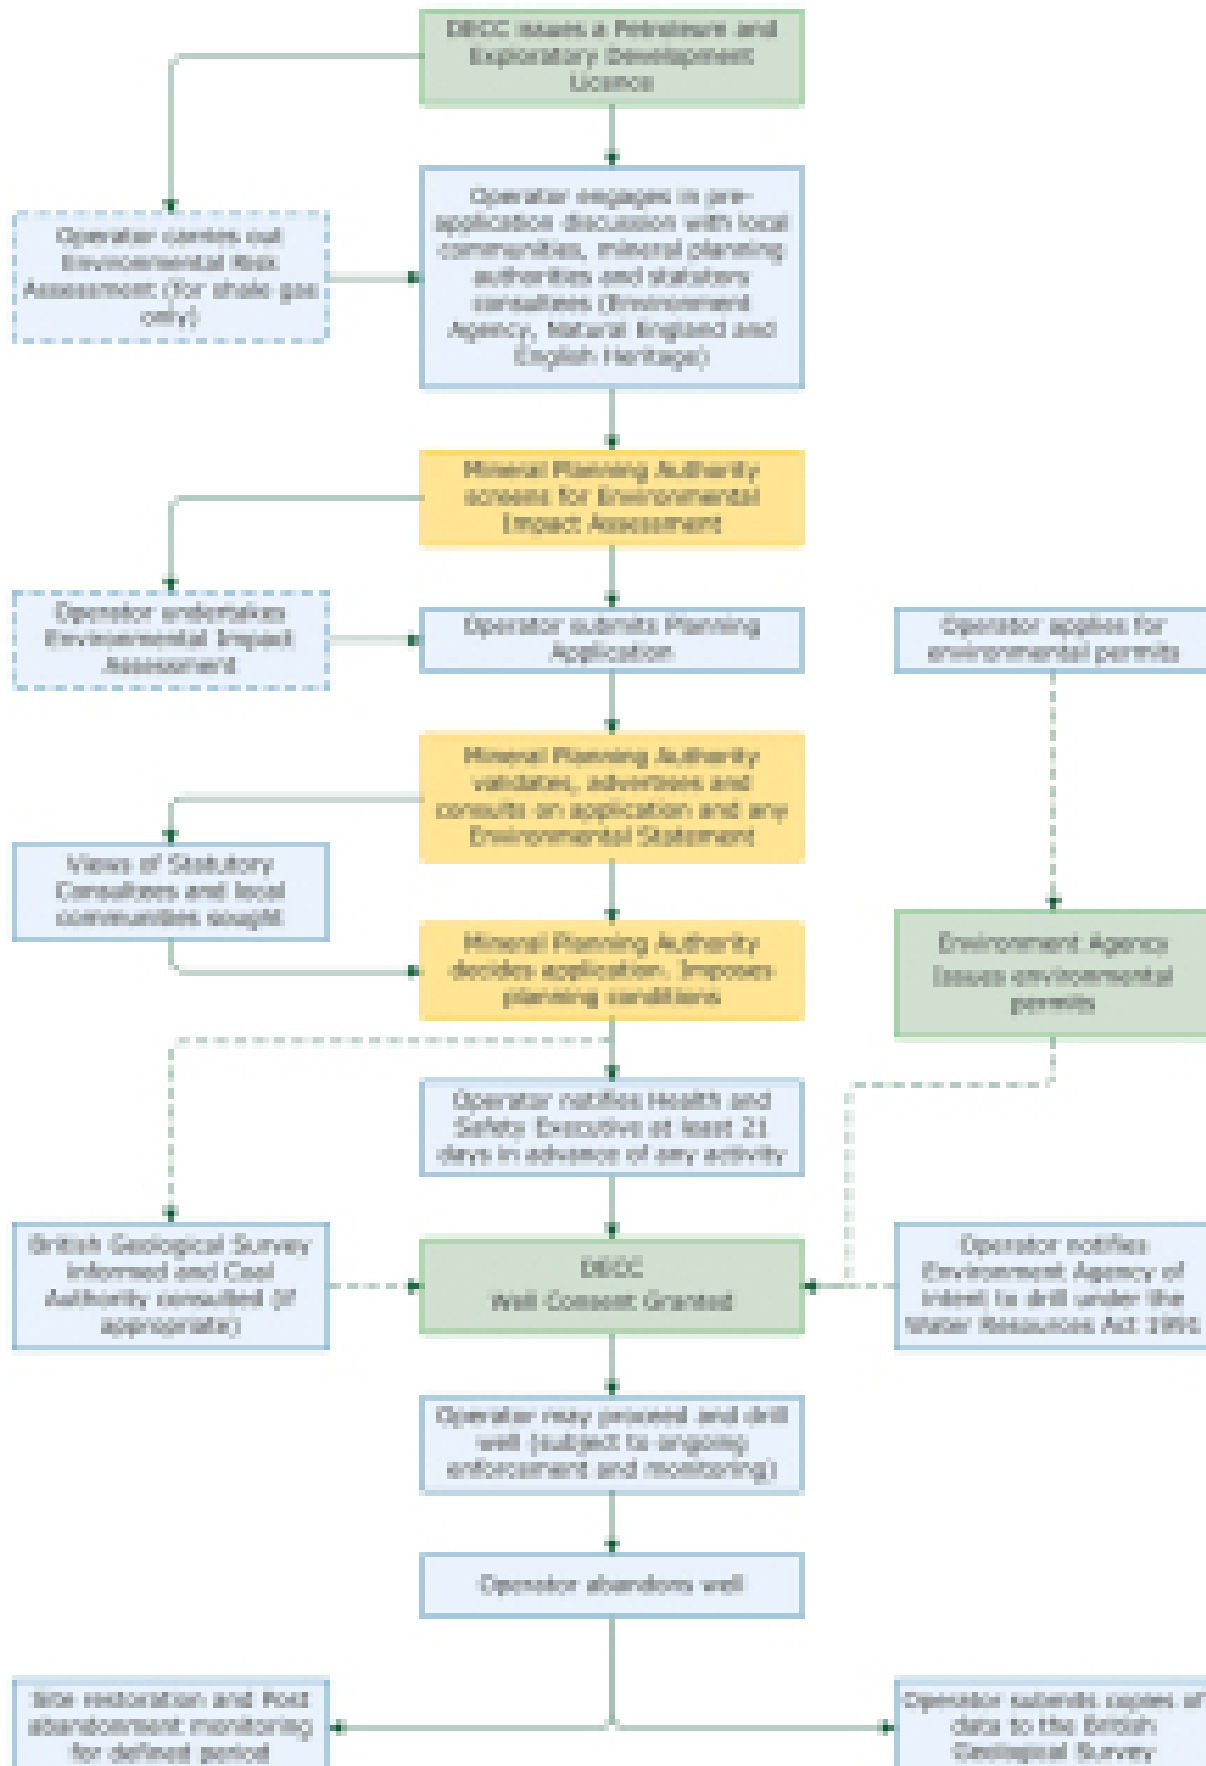 DECC issues a Petroleum and
Exploratory Development
Licence
Operator engages in pre-
application discussion with local
communities, mineral planning
authorities and statutory
consultees (Environment
Agency, Natural England and
English Heritage)
Operator carries out
Environmental Risk
Assessment (for shale gas
only)
Mineral Planning Authority
screens for Environmental
Impact Assessment
Operator undertakes
Environmental Impact
Assessment
Operator submits Planning
Application
Operator applies for
environmental permits
Mineral Planning Authority
validates, advertises and
consults on application and any
Environmental Statement
Views of Statutory
Consultees and local
communities sought
Mineral Planning Authority
decides application. Imposes
planning conditions
Environment Agency
Issues environmental
permits
Operator notifies Health and
Safety Executive at least 21
days in advance of any activity
British Geological Survey
informed and Coal
Authority consulted (if
appropriate)
DECC
Well Consent Granted
Operator notifies
Environment Agency of
intent to drill under the
Water Resources Act 1991
Operator may proceed and drill
well (subject to ongoing
enforcement and monitoring)
Operator abandons well
Site restoration and Post
abandonment monitoring
for defined period
Operator submits copies of
data to the British
Geological Survey